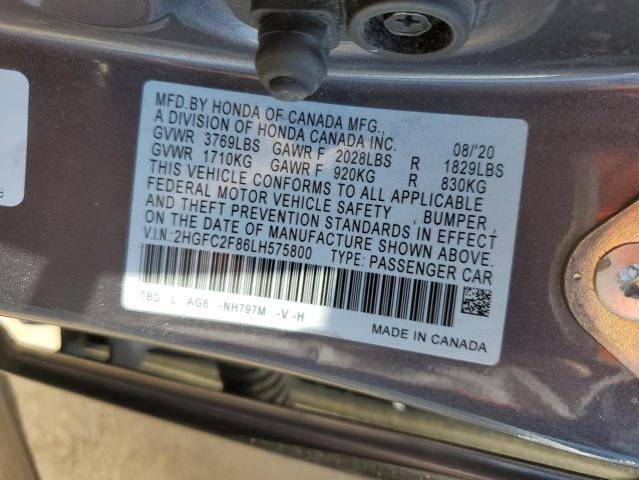 MFD.BY HONDA OF CANADA MFG.,
A DIVISION OF HONDA CANADA INC. 08/'20
GVWR 3769LBS GAWR F 2028LBS R 1829LBS
GVWR 1710KG GAWR F 920KG R 830KG
THIS VEHICLE CONFORMS TO ALL APPLICABLE
FEDERAL MOTOR VEHICLE SAFETY , BUMPER,
AND THEFT PREVENTION STANDARDS IN EFFECT
ON THE DATE OF MANUFACTURE SHOWN ABOVE.
V.I.N.:2HGFC2F86LH575800 TYPE: PASSENGER CAR
TBD L AG6 -NH797M -V -H
MADE IN CANADA